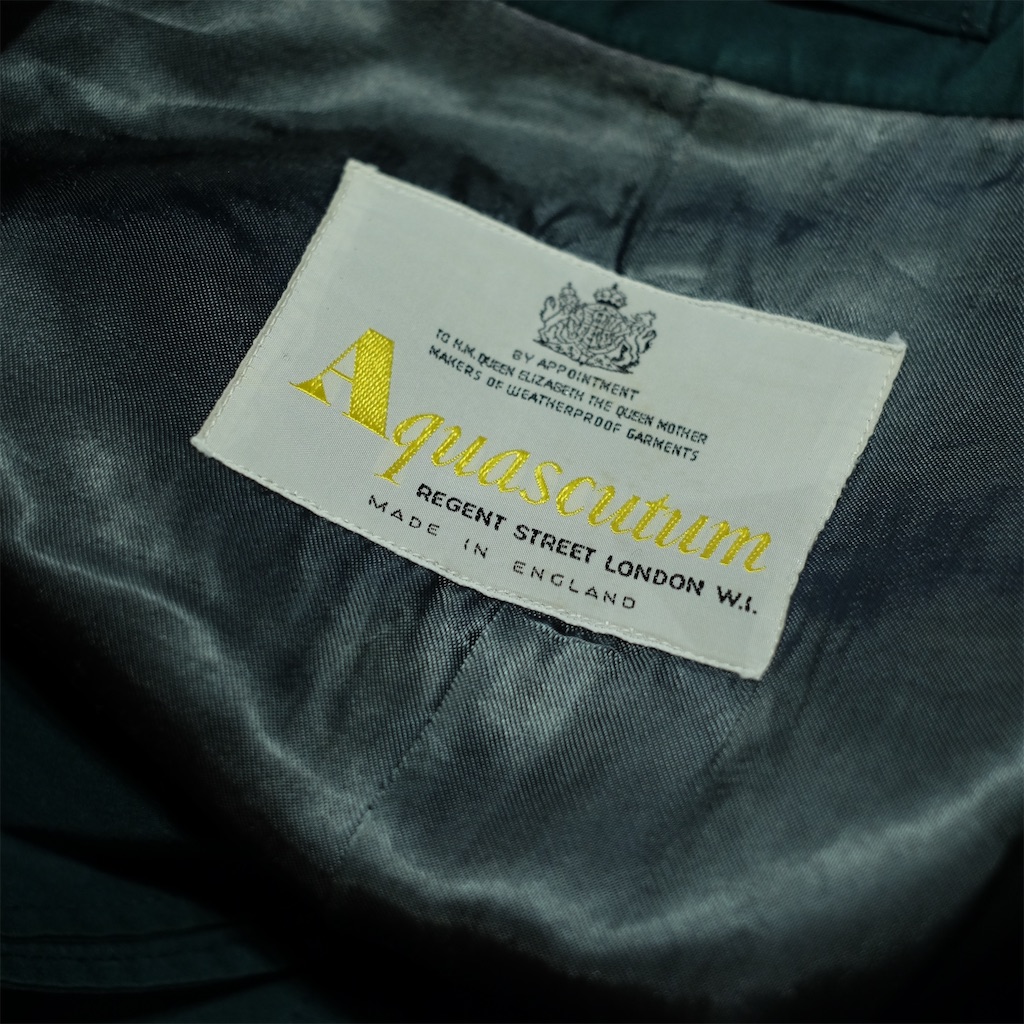 BY APPOINTMENT
TO H.M. QUEEN ELIZABETH THE QUEEN MOTHER
MAKERS OF WEATHERPROOF GARMENTS
Aquascutum
REGENT STREET LONDON W.I.
MADE IN ENGLAND